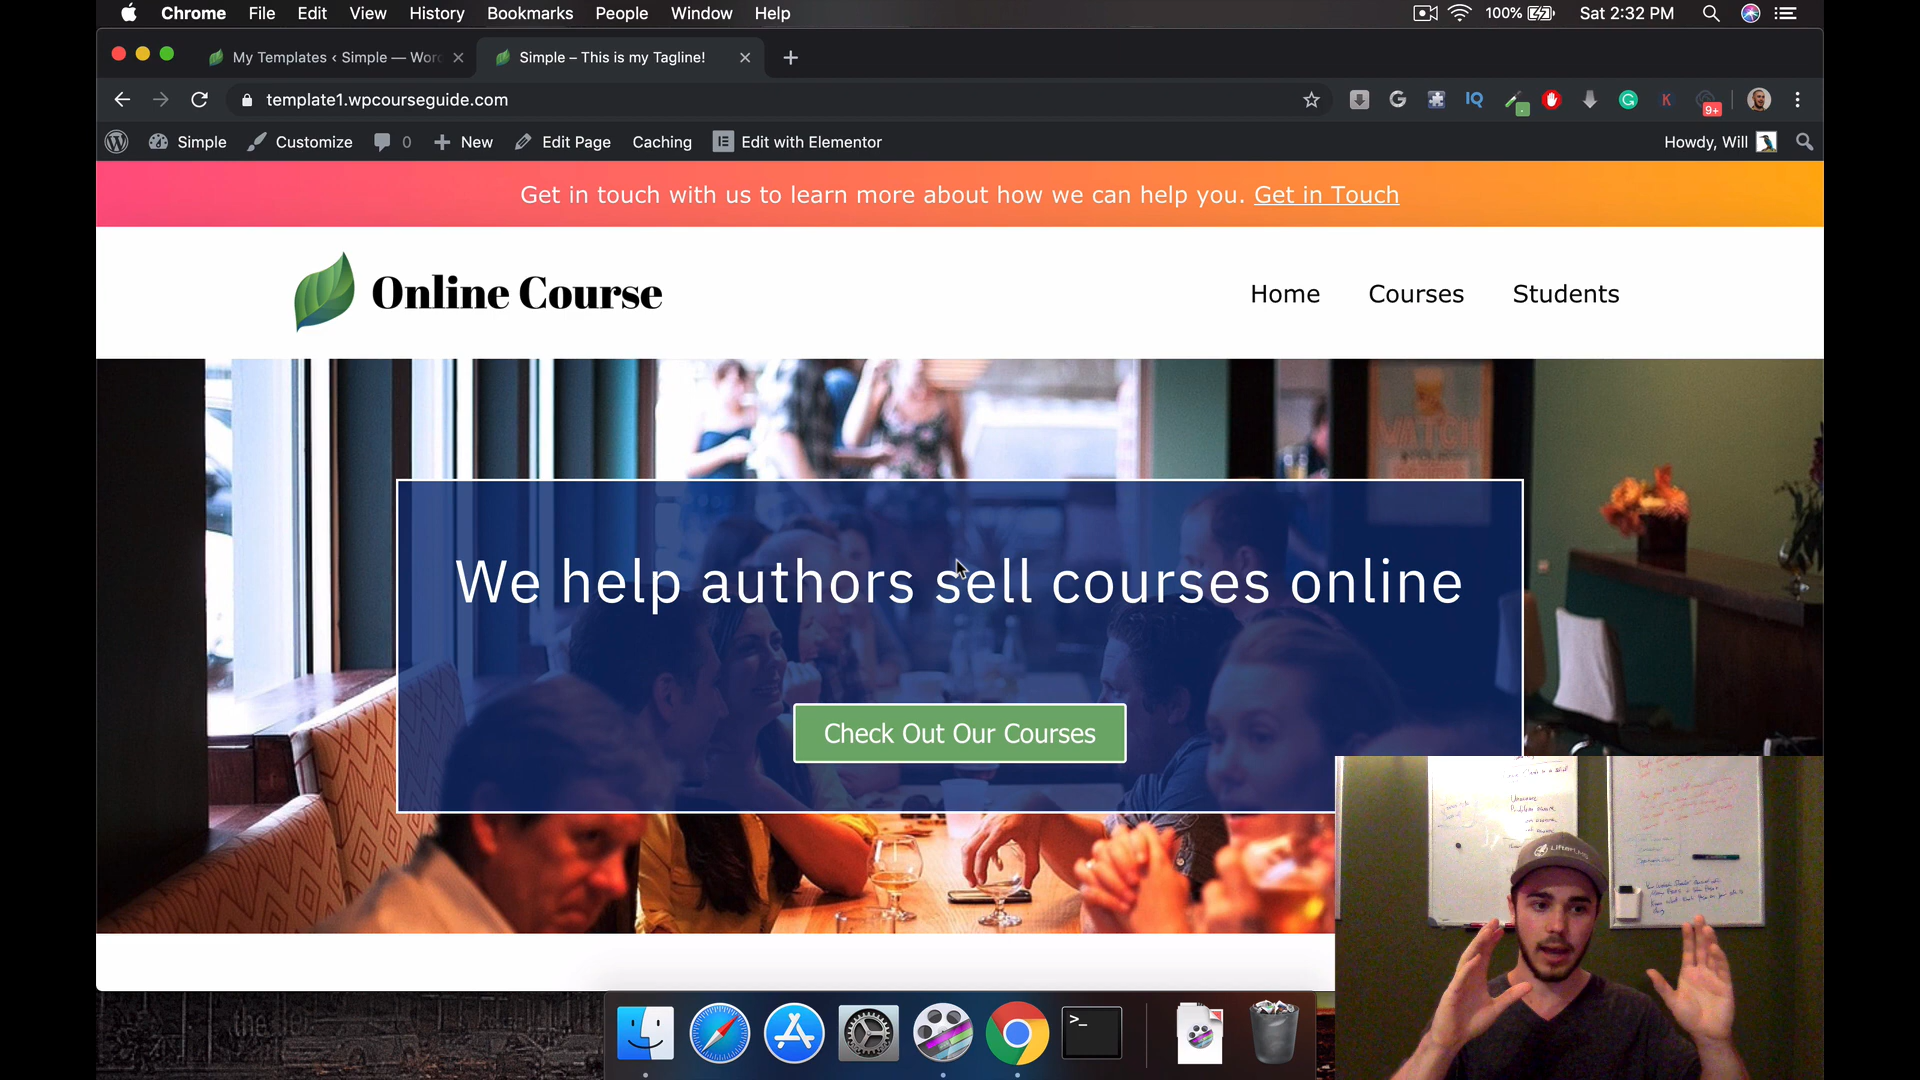 Chrome File Edit View History Bookmarks People Window Help 100% Sat 2:32 PM
My Templates ‹ Simple — Wor
Simple – This is my Tagline!
template1.wpcourseguide.com
G IQ K 9+
Simple Customize 0 New Edit Page Caching Edit with Elementor Howdy, Will
Get in touch with us to learn more about how we can help you. Get in Touch
Online Course
Home Courses Students
WATCH
We help authors sell courses online
Check Out Our Courses
LifterLMS
>_